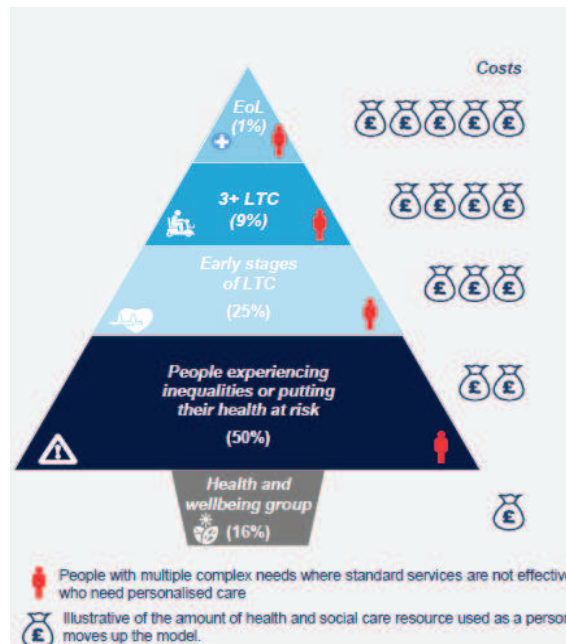 Costs
EoL
(1%)
£ £ £ £ £
3+ LTC
(9%)
£ £ £ £
Early stages
of LTC
(25%)
£ £ £
People experiencing
inequalities or putting
their health at risk
(50%)
£ £
Health and
wellbeing group
(16%)
£
People with multiple complex needs where standard services are not effective
who need personalised care
£
Illustrative of the amount of health and social care resource used as a person
moves up the model.